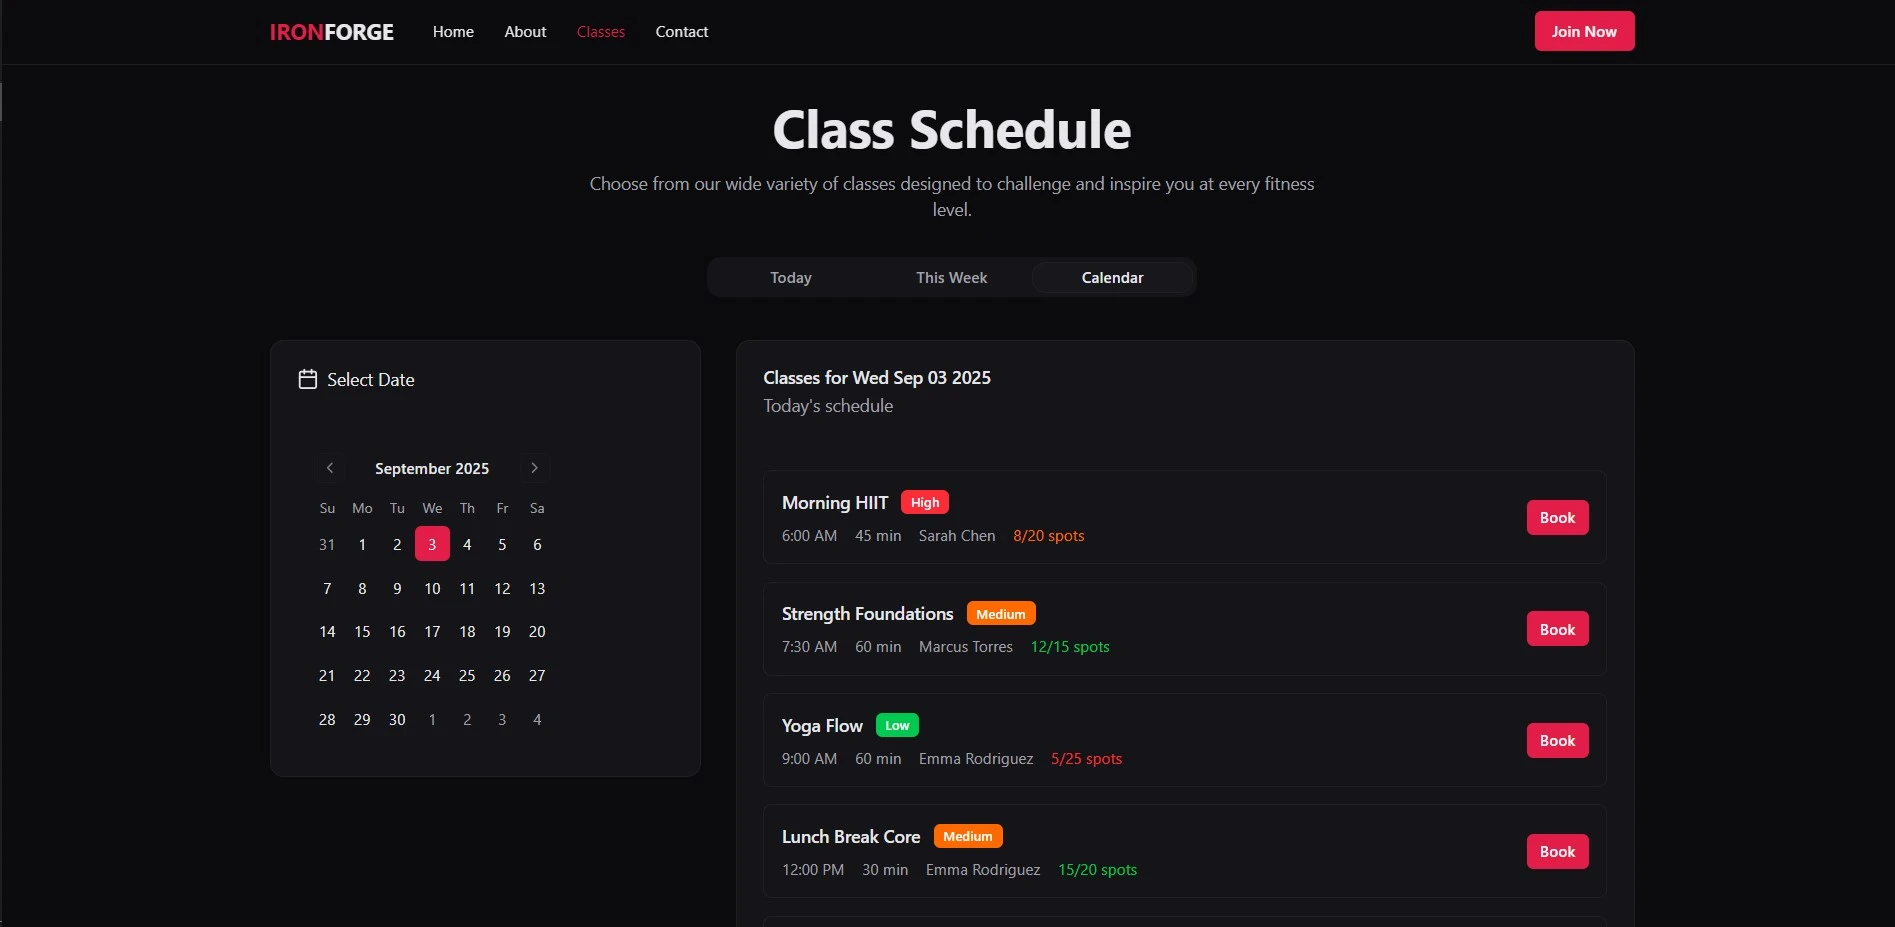 IRONFORGE Home About Classes Contact Join Now
Class Schedule
Choose from our wide variety of classes designed to challenge and inspire you at every fitness
level.
Today This Week Calendar
Select Date
September 2025
Su Mo Tu We Th Fr Sa
31 1 2 3 4 5 6
7 8 9 10 11 12 13
14 15 16 17 18 19 20
21 22 23 24 25 26 27
28 29 30 1 2 3 4
Classes for Wed Sep 03 2025
Today's schedule
Morning HIIT High
6:00 AM 45 min Sarah Chen 8/20 spots
Book
Strength Foundations Medium
7:30 AM 60 min Marcus Torres 12/15 spots
Book
Yoga Flow Low
9:00 AM 60 min Emma Rodriguez 5/25 spots
Book
Lunch Break Core Medium
12:00 PM 30 min Emma Rodriguez 15/20 spots
Book